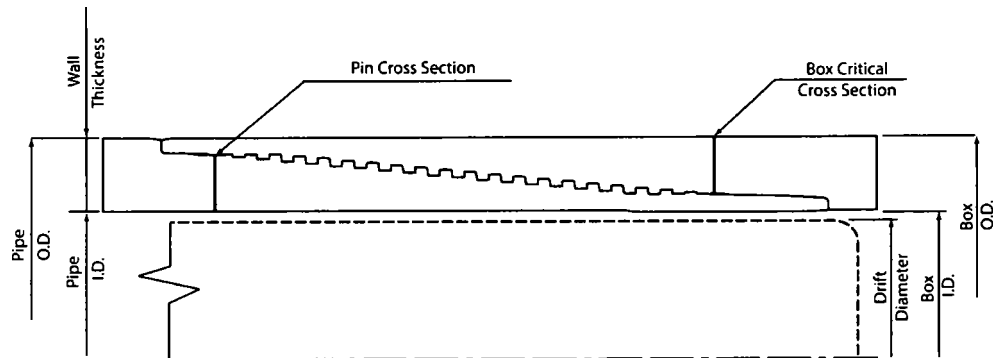 Wall
Thickness
Pin Cross Section
Box Critical
Cross Section
Pipe
O.D.
Pipe
I.D.
Drift
Diameter
Box
I.D.
Box
O.D.